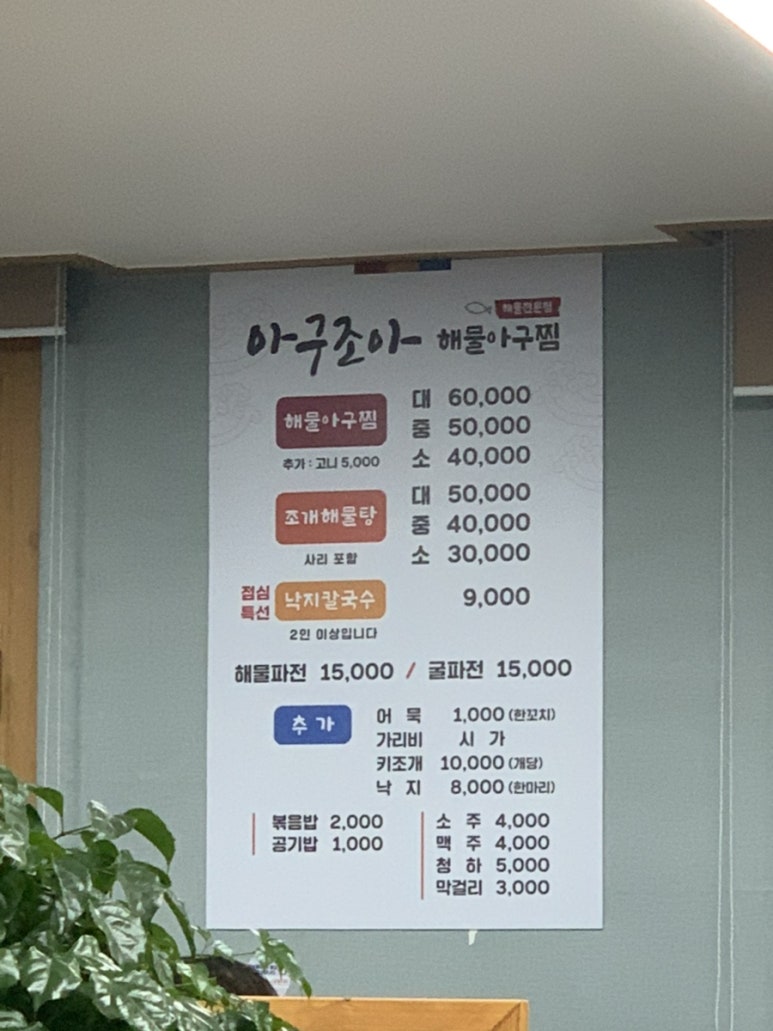 해물전문점
아구조아 해물아구찜
해물아구찜
대 60,000
중 50,000
소 40,000
추가 : 고니 5,000
조개해물탕
대 50,000
중 40,000
소 30,000
사리 포함
점심
특선
낙지칼국수 9,000
2인 이상입니다
해물파전 15,000 / 굴파전 15,000
추 가
어 묵 1,000 (한꼬치)
가리비 시 가
키조개 10,000 (개당)
낙 지 8,000 (한마리)
볶음밥 2,000
공기밥 1,000
소 주 4,000
맥 주 4,000
청 하 5,000
막걸리 3,000